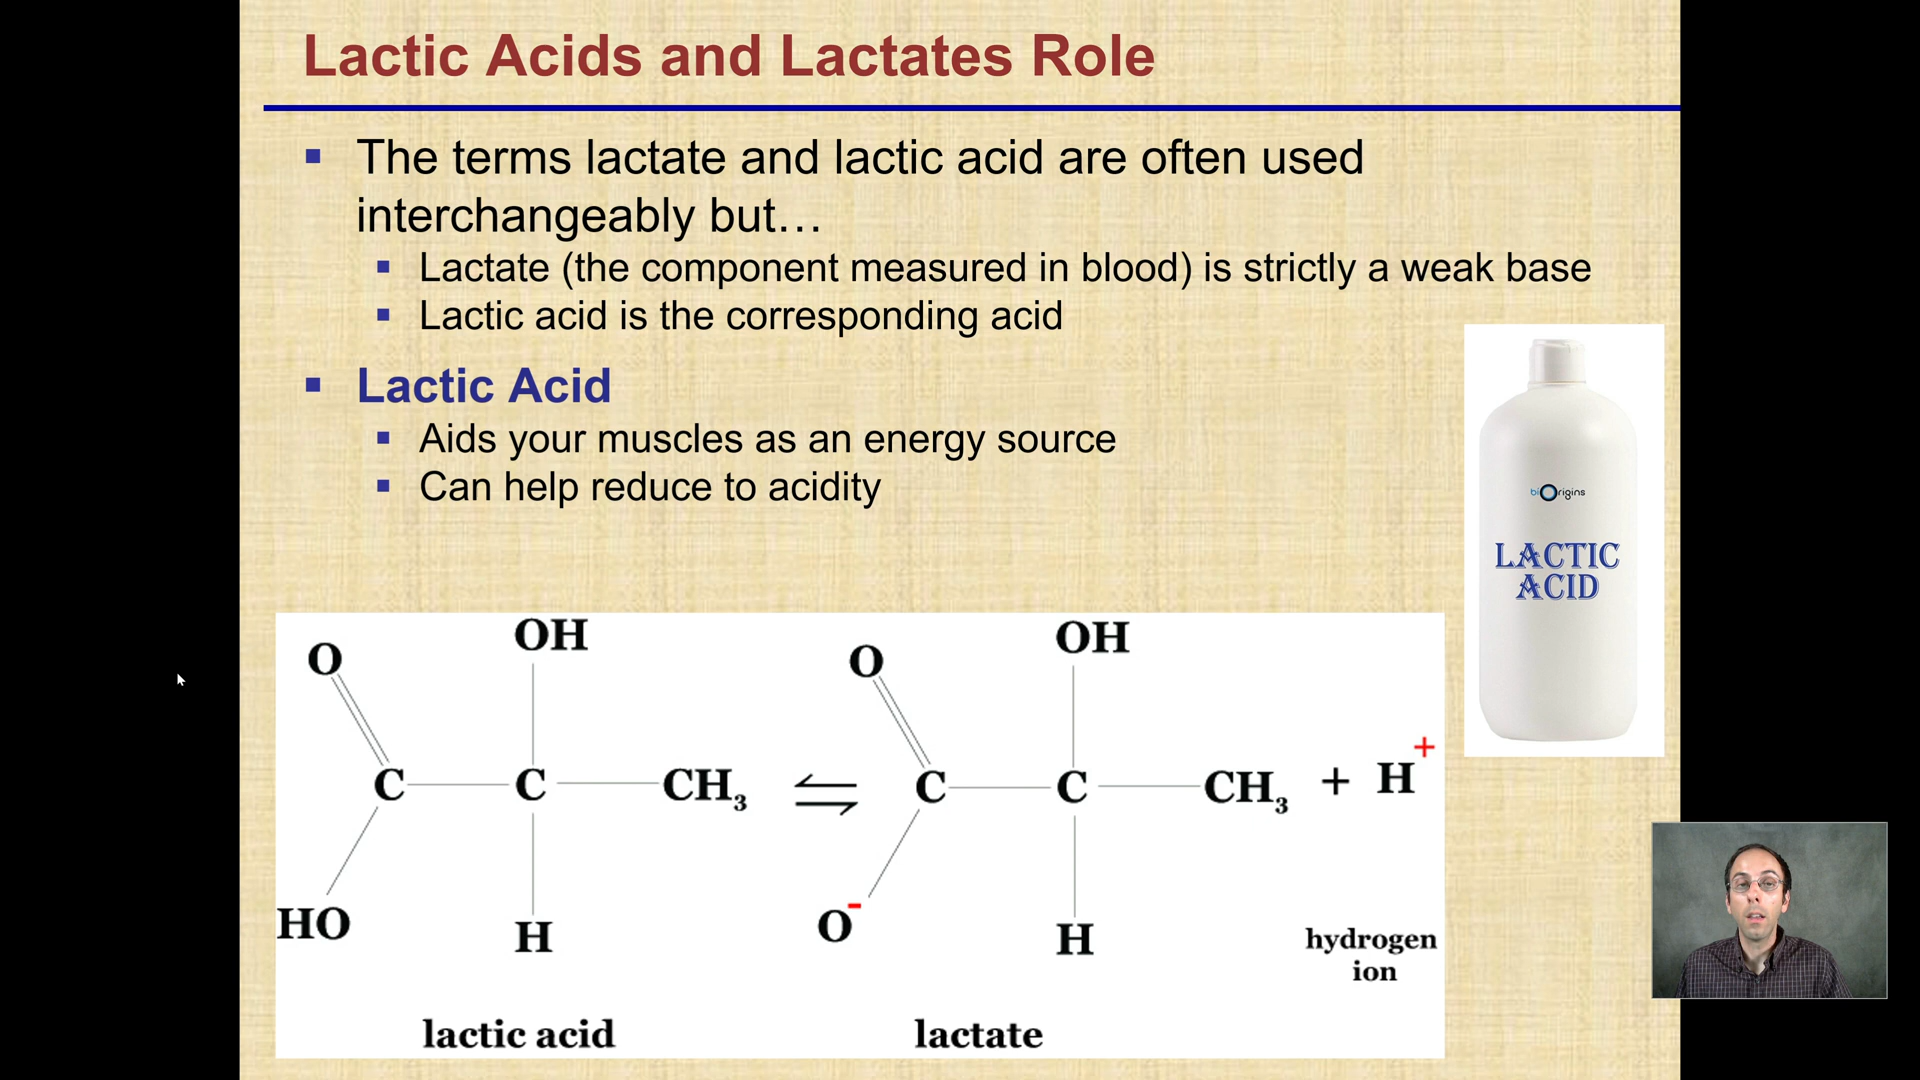 Lactic Acids and Lactates Role
The terms lactate and lactic acid are often used
interchangeably but…
Lactate (the component measured in blood) is strictly a weak base
Lactic acid is the corresponding acid
Lactic Acid
Aids your muscles as an energy source
Can help reduce to acidity
biOrigins
LACTIC
ACID
O
OH
C
C
CH₃
HO
H
lactic acid
⇌
O
OH
C
C
CH₃
O⁻
H
lactate
+ H⁺
hydrogen
ion